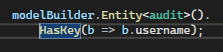 modelBuilder.Entity<audit>().
HasKey(b => b.username);